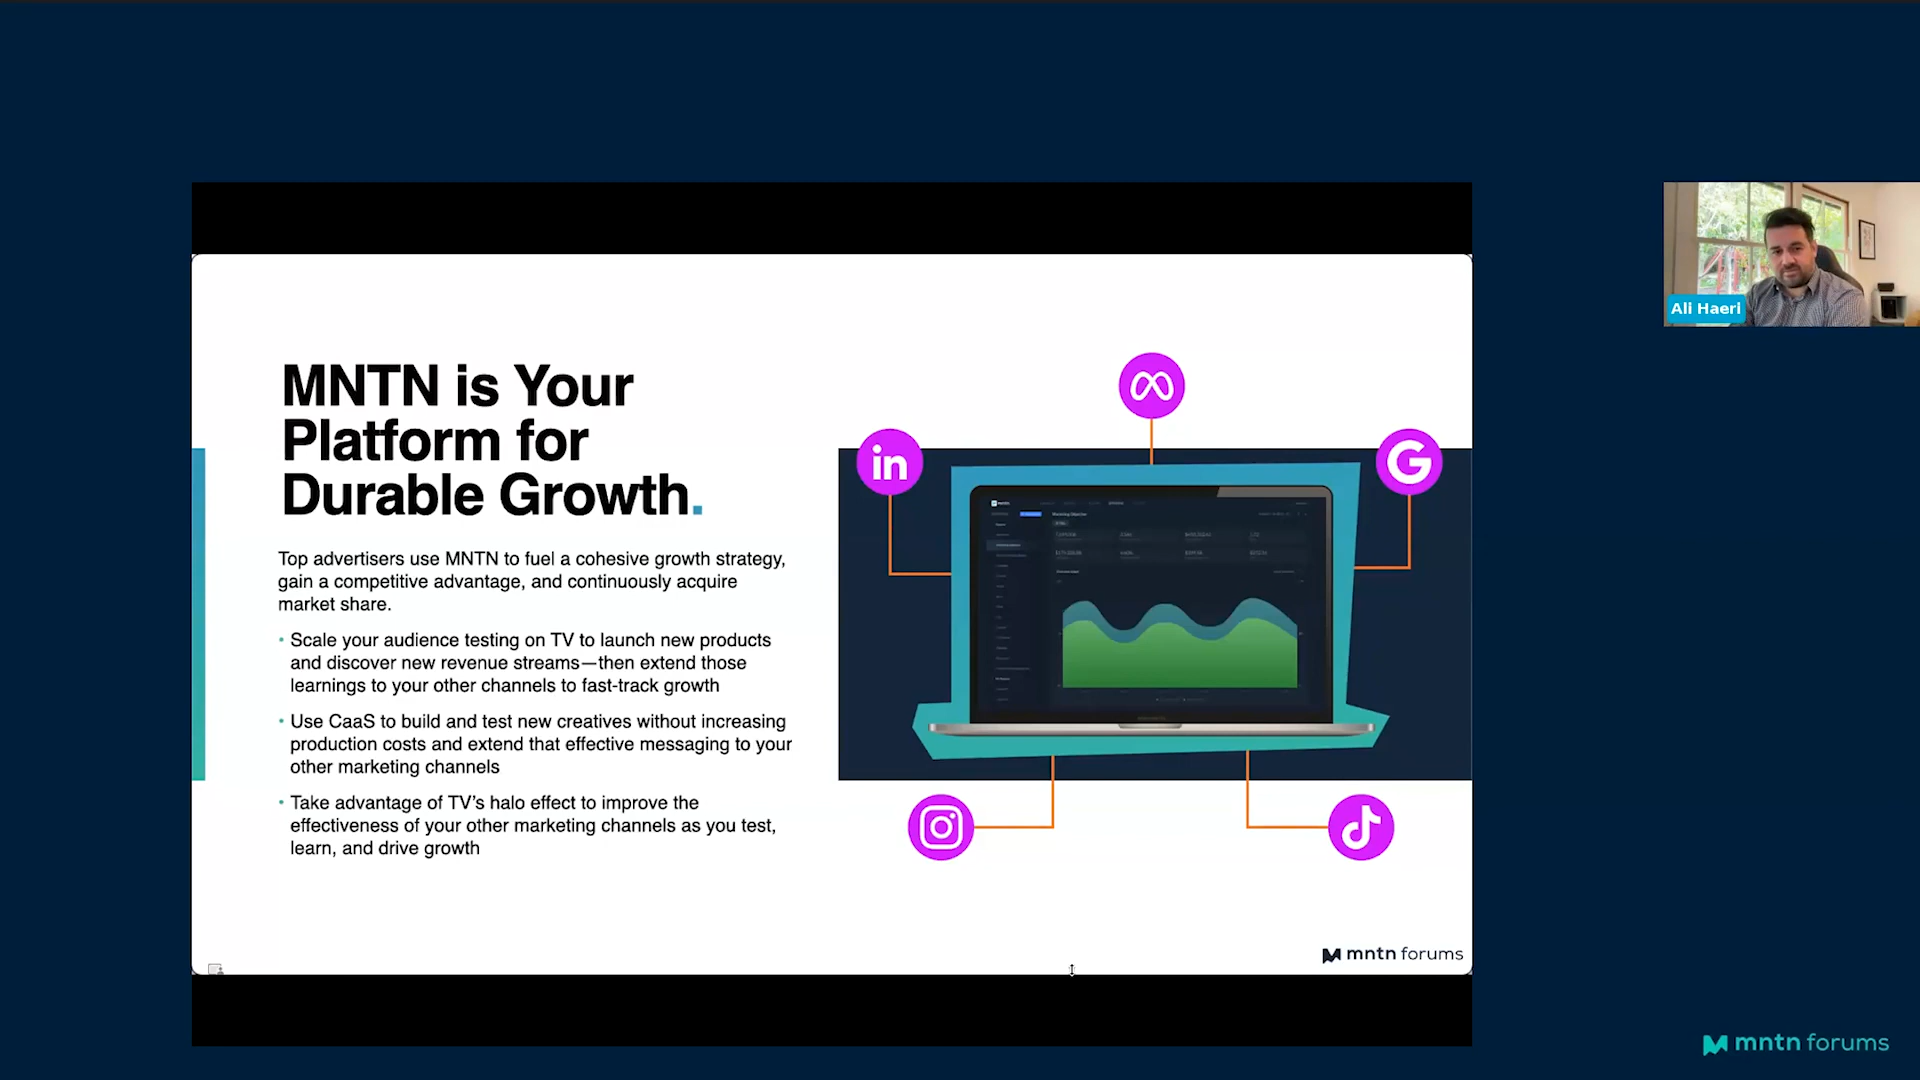 Ali Haeri
MNTN is Your
Platform for
Durable Growth.
Top advertisers use MNTN to fuel a cohesive growth strategy,
gain a competitive advantage, and continuously acquire
market share.
• Scale your audience testing on TV to launch new products
and discover new revenue streams—then extend those
learnings to your other channels to fast-track growth
• Use CaaS to build and test new creatives without increasing
production costs and extend that effective messaging to your
other marketing channels
• Take advantage of TV’s halo effect to improve the
effectiveness of your other marketing channels as you test,
learn, and drive growth
in
G
mntn forums
mntn forums